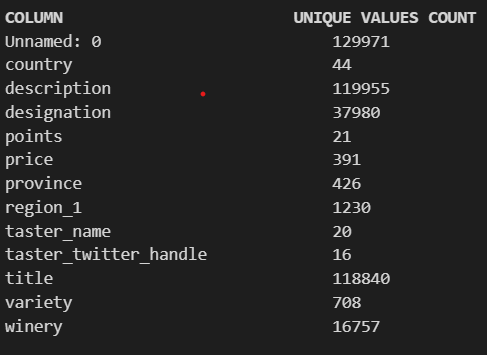 COLUMN UNIQUE VALUES COUNT
Unnamed: 0 129971
country 44
description 119955
designation 37980
points 21
price 391
province 426
region_1 1230
taster_name 20
taster_twitter_handle 16
title 118840
variety 708
winery 16757